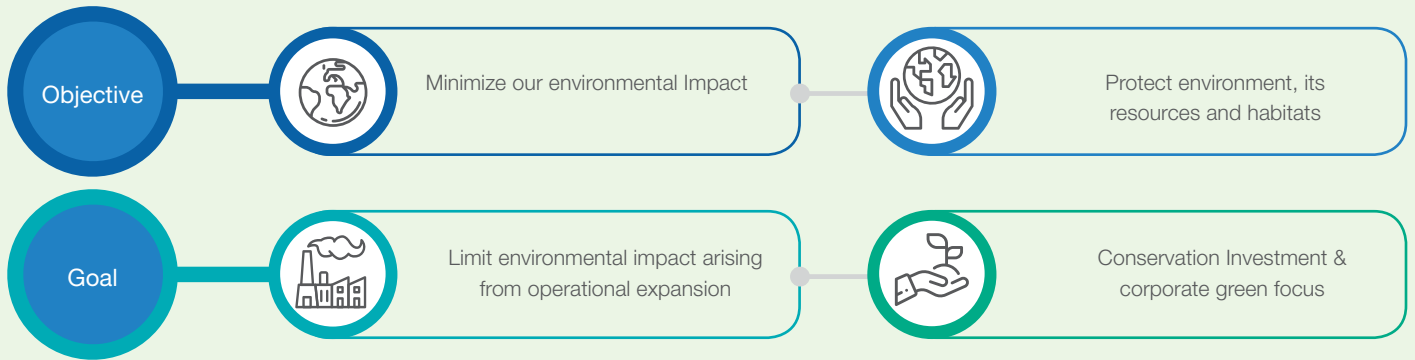 Objective
Minimize our environmental Impact
Protect environment, its
resources and habitats
Goal
Limit environmental impact arising
from operational expansion
Conservation Investment &
corporate green focus